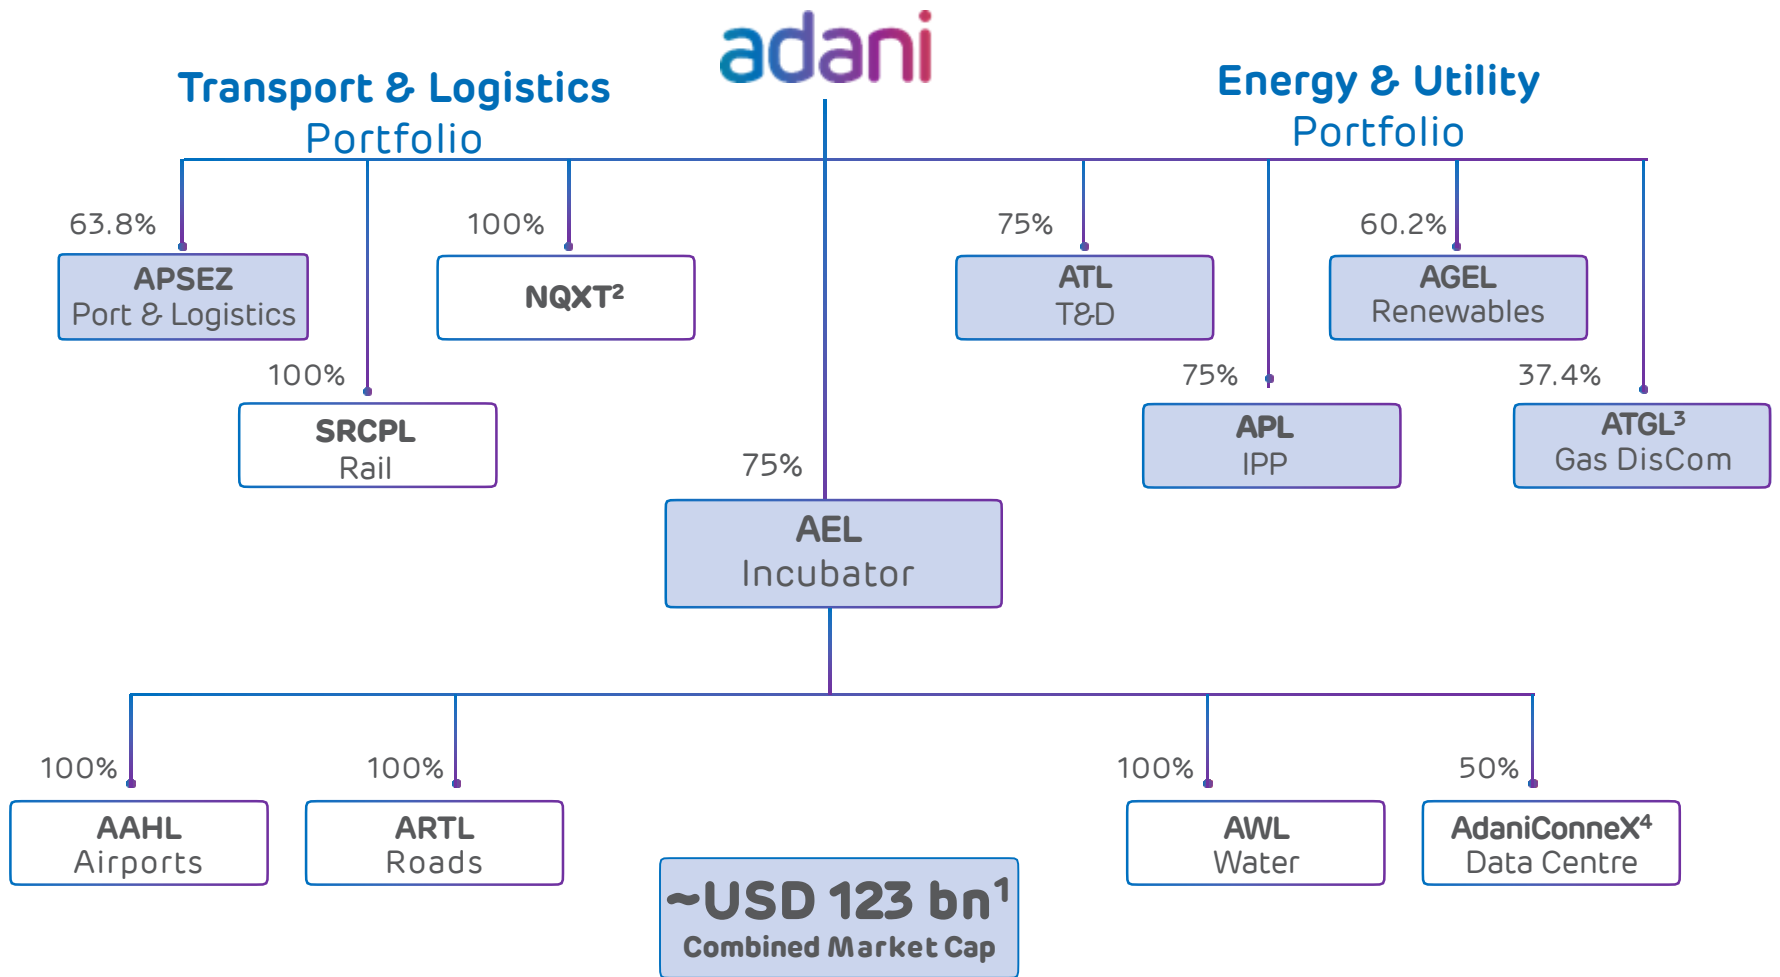 adani
Transport & Logistics
Portfolio
Energy & Utility
Portfolio
63.8%
APSEZ
Port & Logistics
100%
SRCPL
Rail
100%
NQXT²
75%
ATL
T&D
75%
APL
IPP
60.2%
AGEL
Renewables
37.4%
ATGL³
Gas DisCom
75%
AEL
Incubator
100%
AAHL
Airports
100%
ARTL
Roads
100%
AWL
Water
50%
AdaniConneX⁴
Data Centre
~USD 123 bn¹
Combined Market Cap